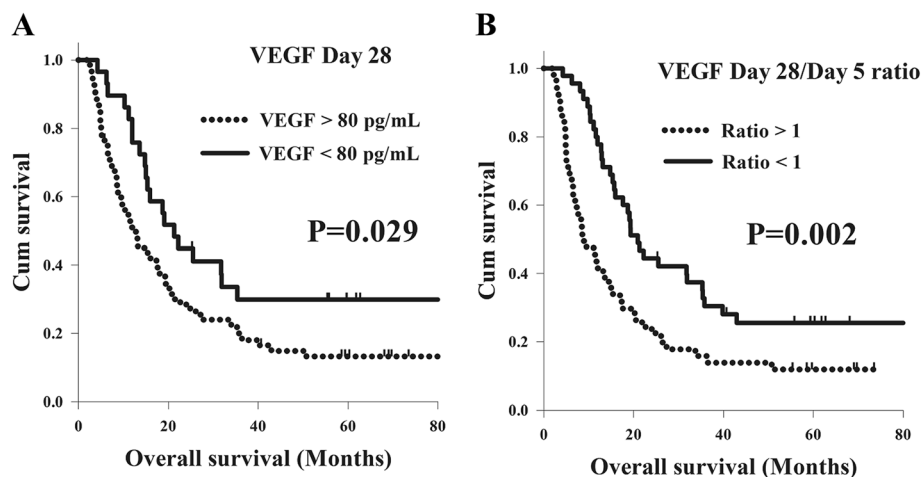 A
VEGF Day 28
VEGF > 80 pg/mL
VEGF < 80 pg/mL
P=0.029
Cum survival
1.0
0.8
0.6
0.4
0.2
0.0
0
20
40
60
80
Overall survival (Months)
B
VEGF Day 28/Day 5 ratio
Ratio > 1
Ratio < 1
P=0.002
Cum survival
1.0
0.8
0.6
0.4
0.2
0.0
0
20
40
60
80
Overall survival (Months)